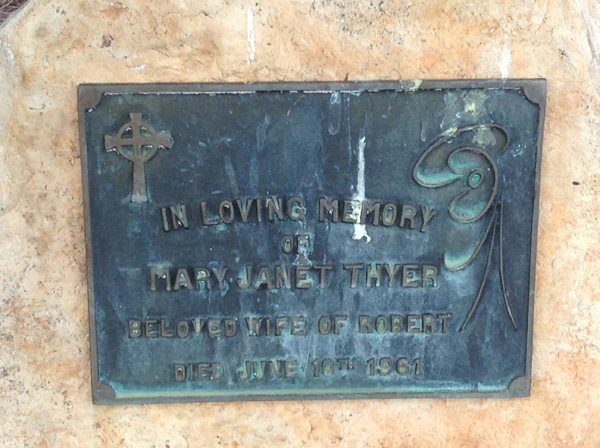 IN LOVING MEMORY
OF
MARY JANET THYER
BELOVED WIFE OF ROBERT
DIED JUNE 10TH 1961